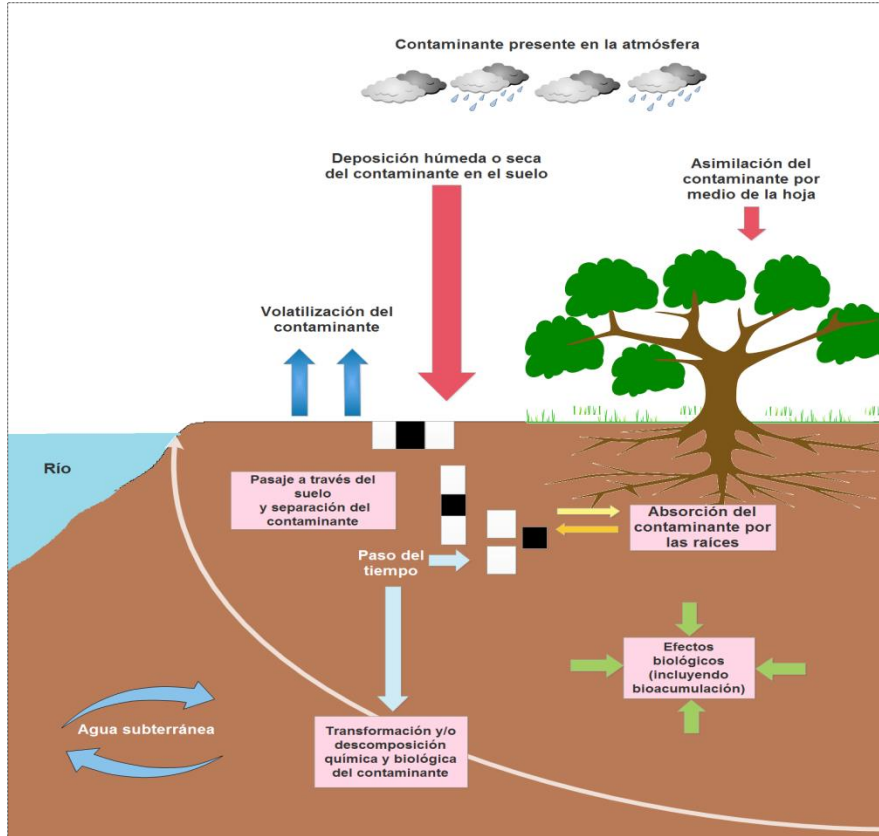 Contaminante presente en la atmósfera
Deposición húmeda o seca
del contaminante en el suelo
Asimilación del
contaminante por
medio de la hoja
Volatilización del
contaminante
Río
Pasaje a través del
suelo
y separación del
contaminante
Absorción del
contaminante por
las raíces
Paso del
tiempo
Efectos
biológicos
(incluyendo
bioacumulación)
Agua subterránea
Transformación y/o
descomposición
química y biológica
del contaminante